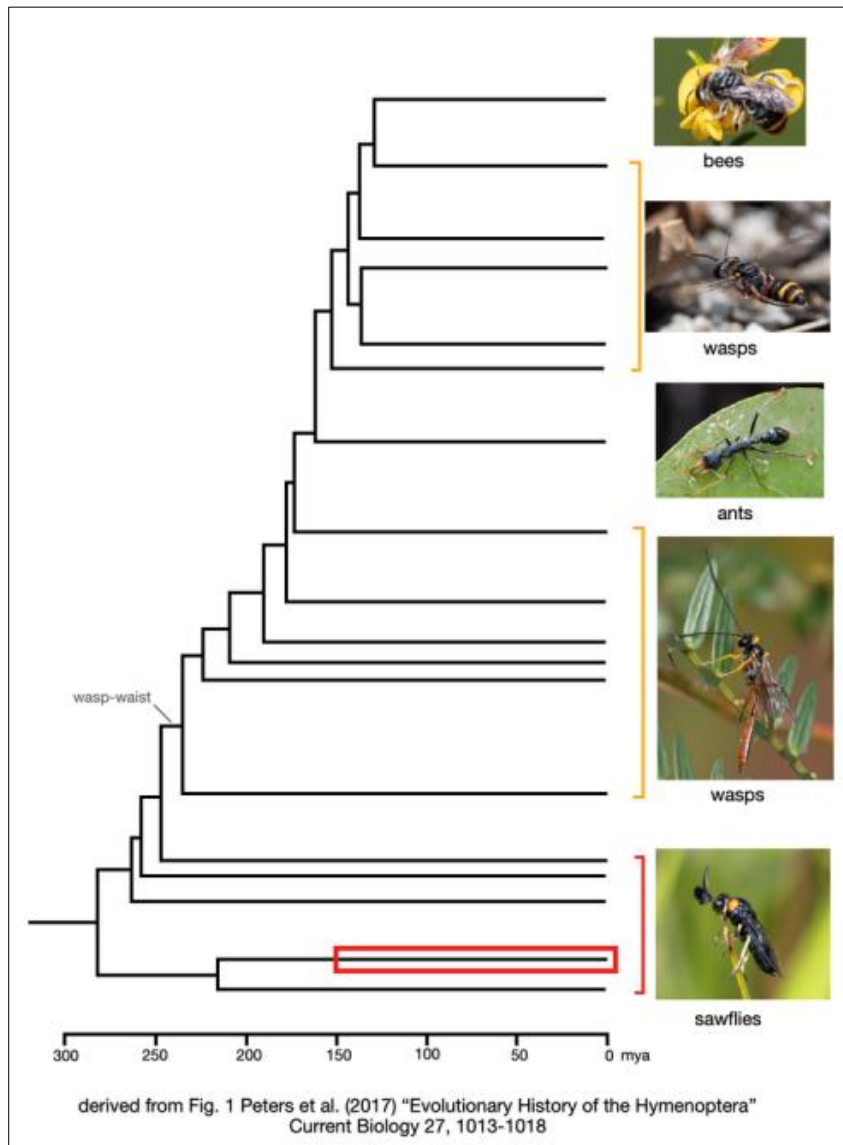 bees
wasps
ants
wasp-waist
wasps
sawflies
300 250 200 150 100 50 0 mya
derived from Fig. 1 Peters et al. (2017) “Evolutionary History of the Hymenoptera”
Current Biology 27, 1013-1018